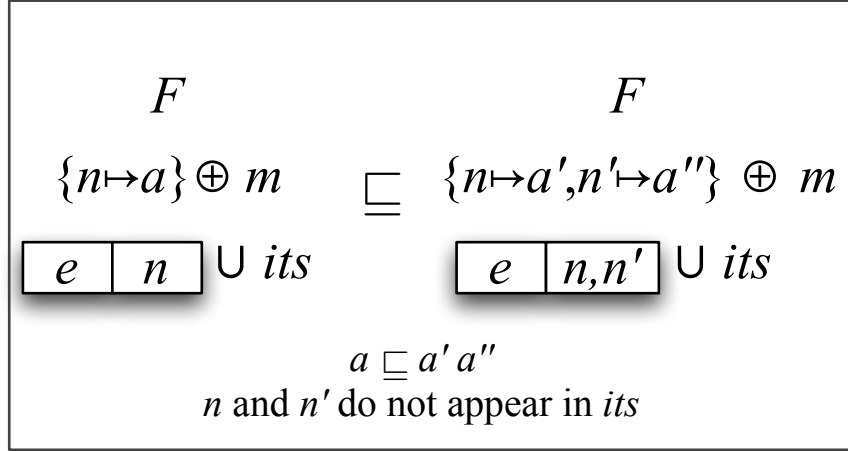 F F
{n↦a} ⊕ m ⊑ {n↦a′,n′↦a″} ⊕ m
e n ∪ its e n,n′ ∪ its
a ⊑ a′ a″
n and n′ do not appear in its